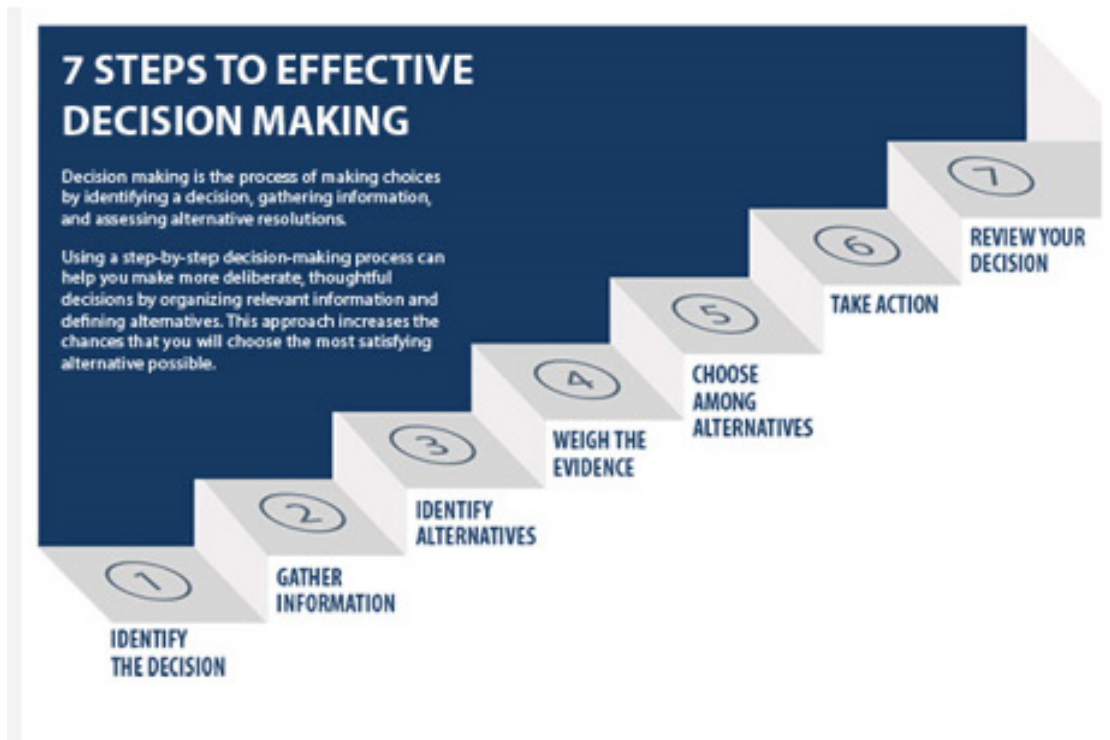 7 STEPS TO EFFECTIVE
DECISION MAKING
Decision making is the process of making choices
by identifying a decision, gathering information,
and assessing alternative resolutions.
Using a step-by-step decision-making process can
help you make more deliberate, thoughtful
decisions by organizing relevant information and
defining alternatives. This approach increases the
chances that you will choose the most satisfying
alternative possible.
1
IDENTIFY
THE DECISION
2
GATHER
INFORMATION
3
IDENTIFY
ALTERNATIVES
4
WEIGH THE
EVIDENCE
5
CHOOSE
AMONG
ALTERNATIVES
6
TAKE ACTION
7
REVIEW YOUR
DECISION